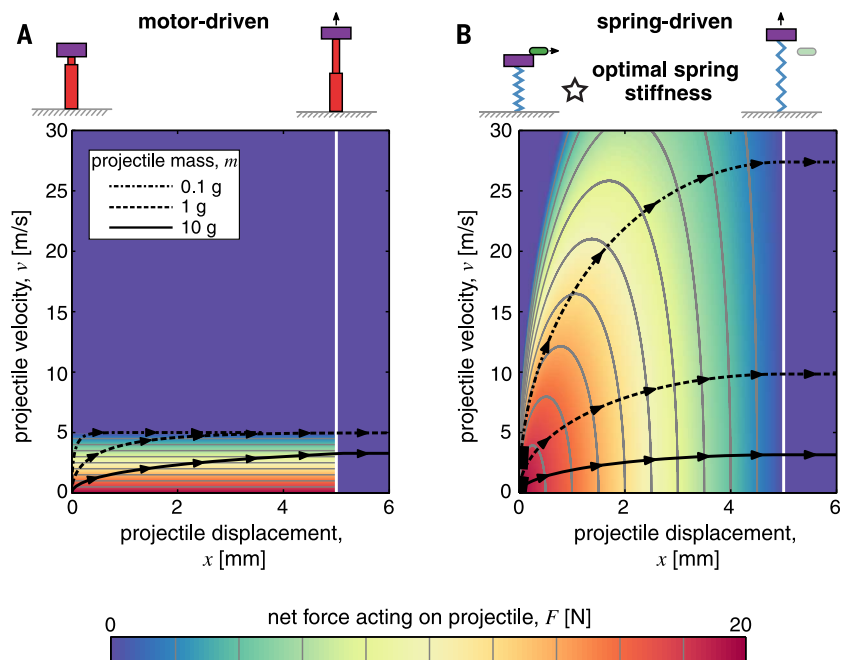 A
motor-driven
B
spring-driven
optimal spring
stiffness
30
25
20
15
10
5
0
projectile velocity, v [m/s]
projectile mass, m
0.1 g
1 g
10 g
0
2
4
6
projectile displacement,
x [mm]
30
25
20
15
10
5
0
projectile velocity, v [m/s]
0
2
4
6
projectile displacement,
x [mm]
0
net force acting on projectile, F [N]
20